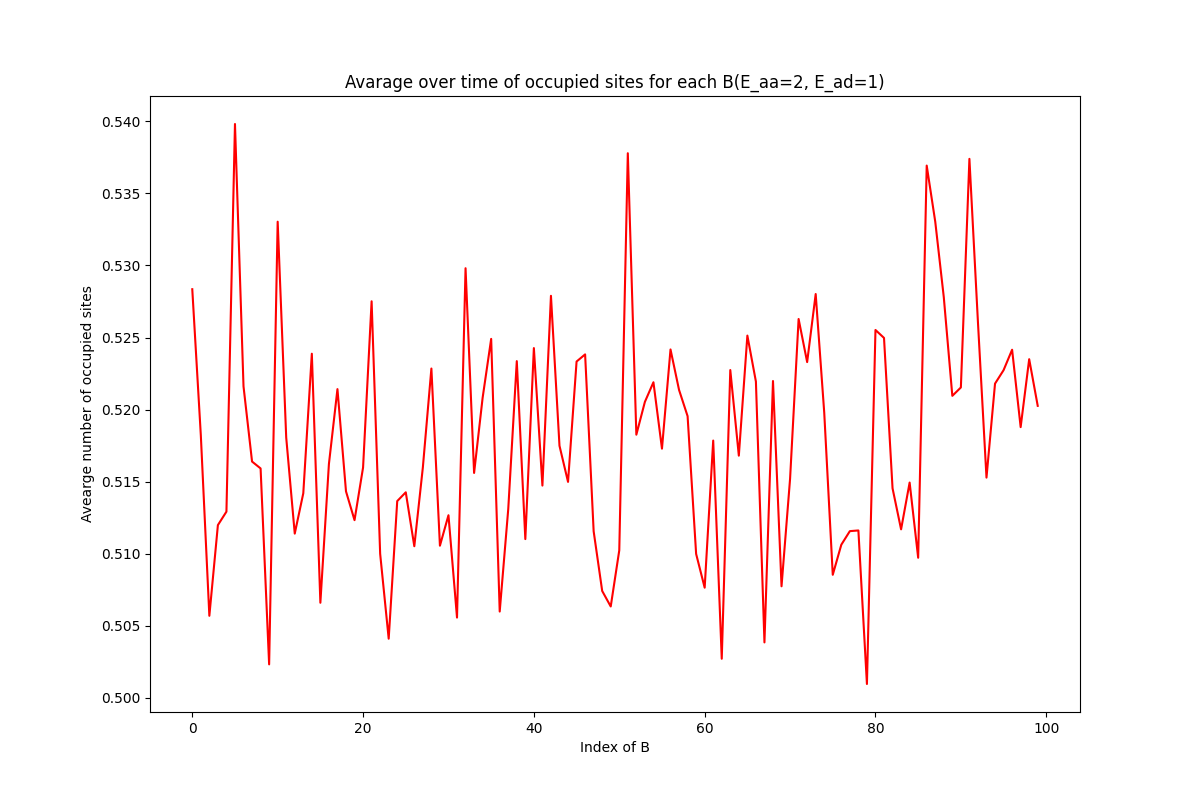 Avarage over time of occupied sites for each B(E_aa=2, E_ad=1)
0.540
0.535
0.530
0.525
0.520
0.515
0.510
0.505
0.500
Avearge number of occupied sites
0 20 40 60 80 100
Index of B